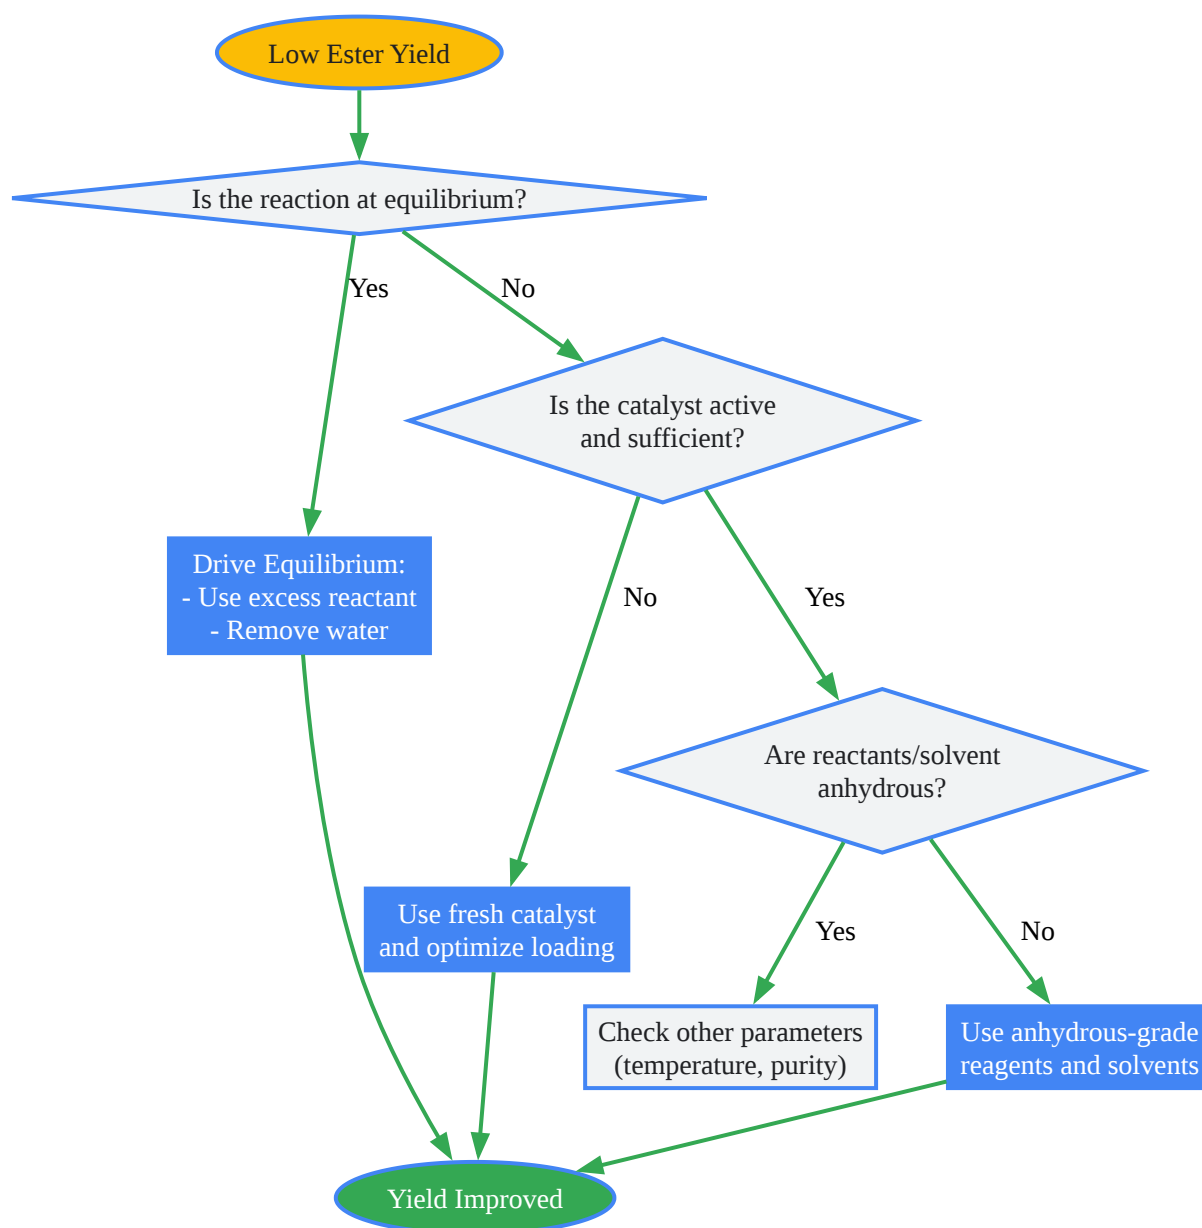 Low Ester Yield
Is the reaction at equilibrium?
Yes
No
Is the catalyst active
and sufficient?
Drive Equilibrium:
- Use excess reactant
- Remove water
No
Yes
Are reactants/solvent
anhydrous?
Use fresh catalyst
and optimize loading
Yes
No
Check other parameters
(temperature, purity)
Use anhydrous-grade
reagents and solvents
Yield Improved